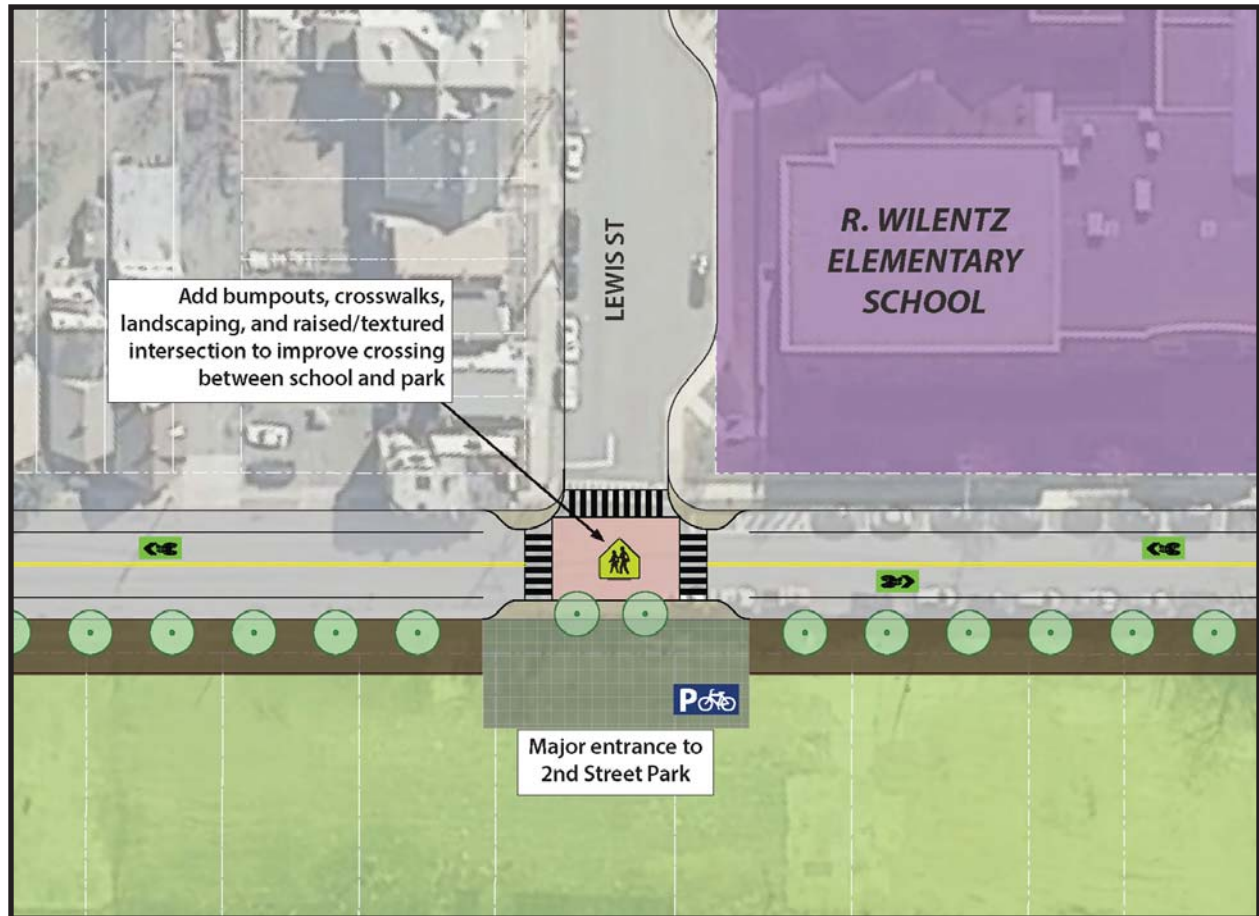 LEWIS ST
R. WILENTZ
ELEMENTARY
SCHOOL
Add bumpouts, crosswalks,
landscaping, and raised/textured
intersection to improve crossing
between school and park
P
Major entrance to
2nd Street Park